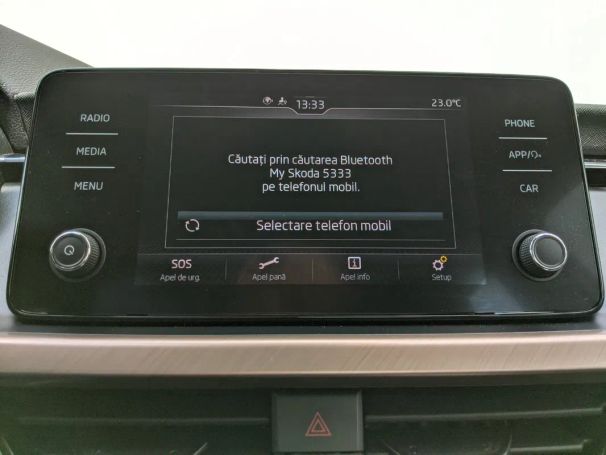 13:33
23.0°C
RADIO
MEDIA
MENU
Căutați prin căutarea Bluetooth
My Skoda 5333
pe telefonul mobil.
Selectare telefon mobil
SOS
Apel de urg.
Apel pană
Apel info
Setup
PHONE
APP/
CAR